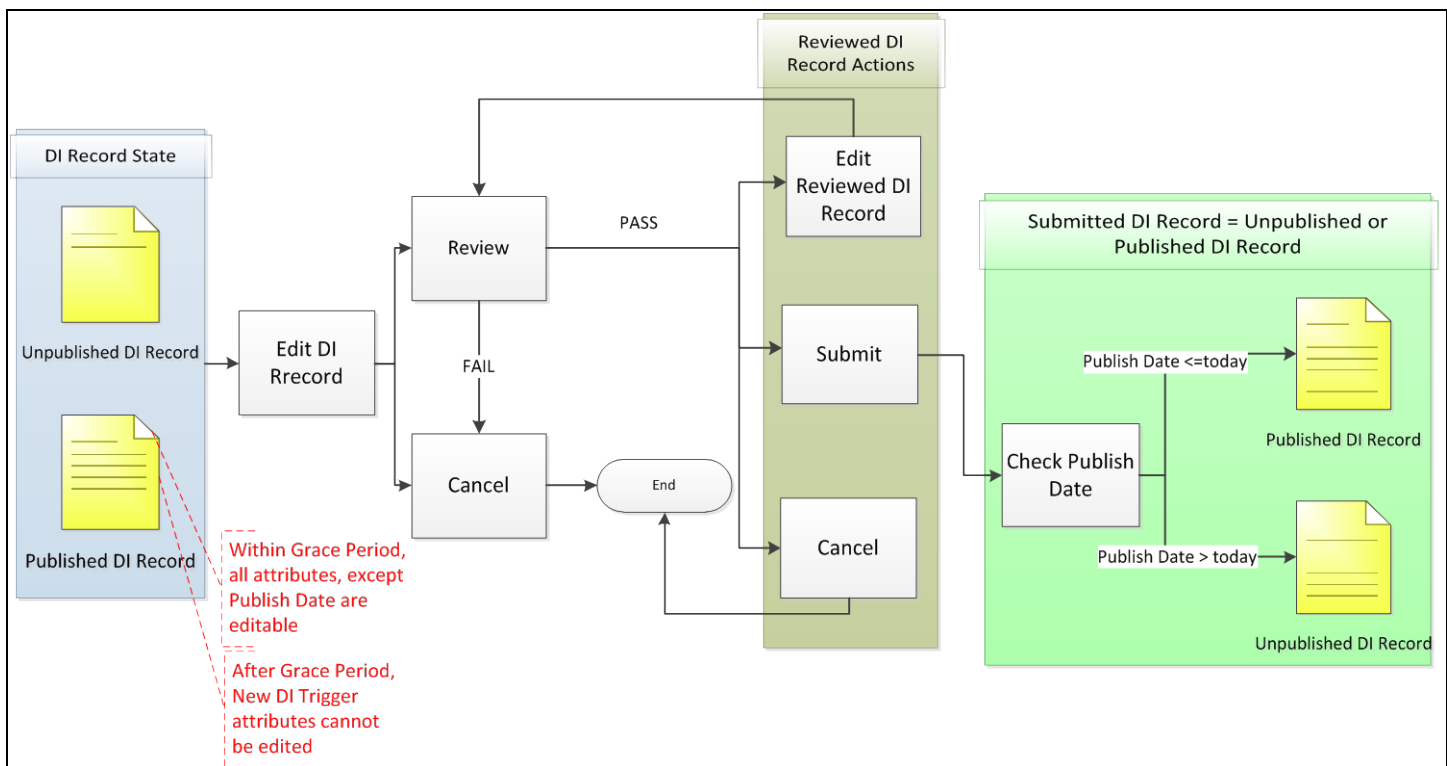 DI Record State
Unpublished DI Record
Published DI Record
Within Grace Period,
all attributes, except
Publish Date are
editable
After Grace Period,
New DI Trigger
attributes cannot
be edited
Edit DI
Rrecord
Review
PASS
FAIL
Cancel
End
Reviewed DI
Record Actions
Edit
Reviewed DI
Record
Submit
Cancel
Submitted DI Record = Unpublished or
Published DI Record
Check Publish
Date
Publish Date <=today
Published DI Record
Publish Date > today
Unpublished DI Record